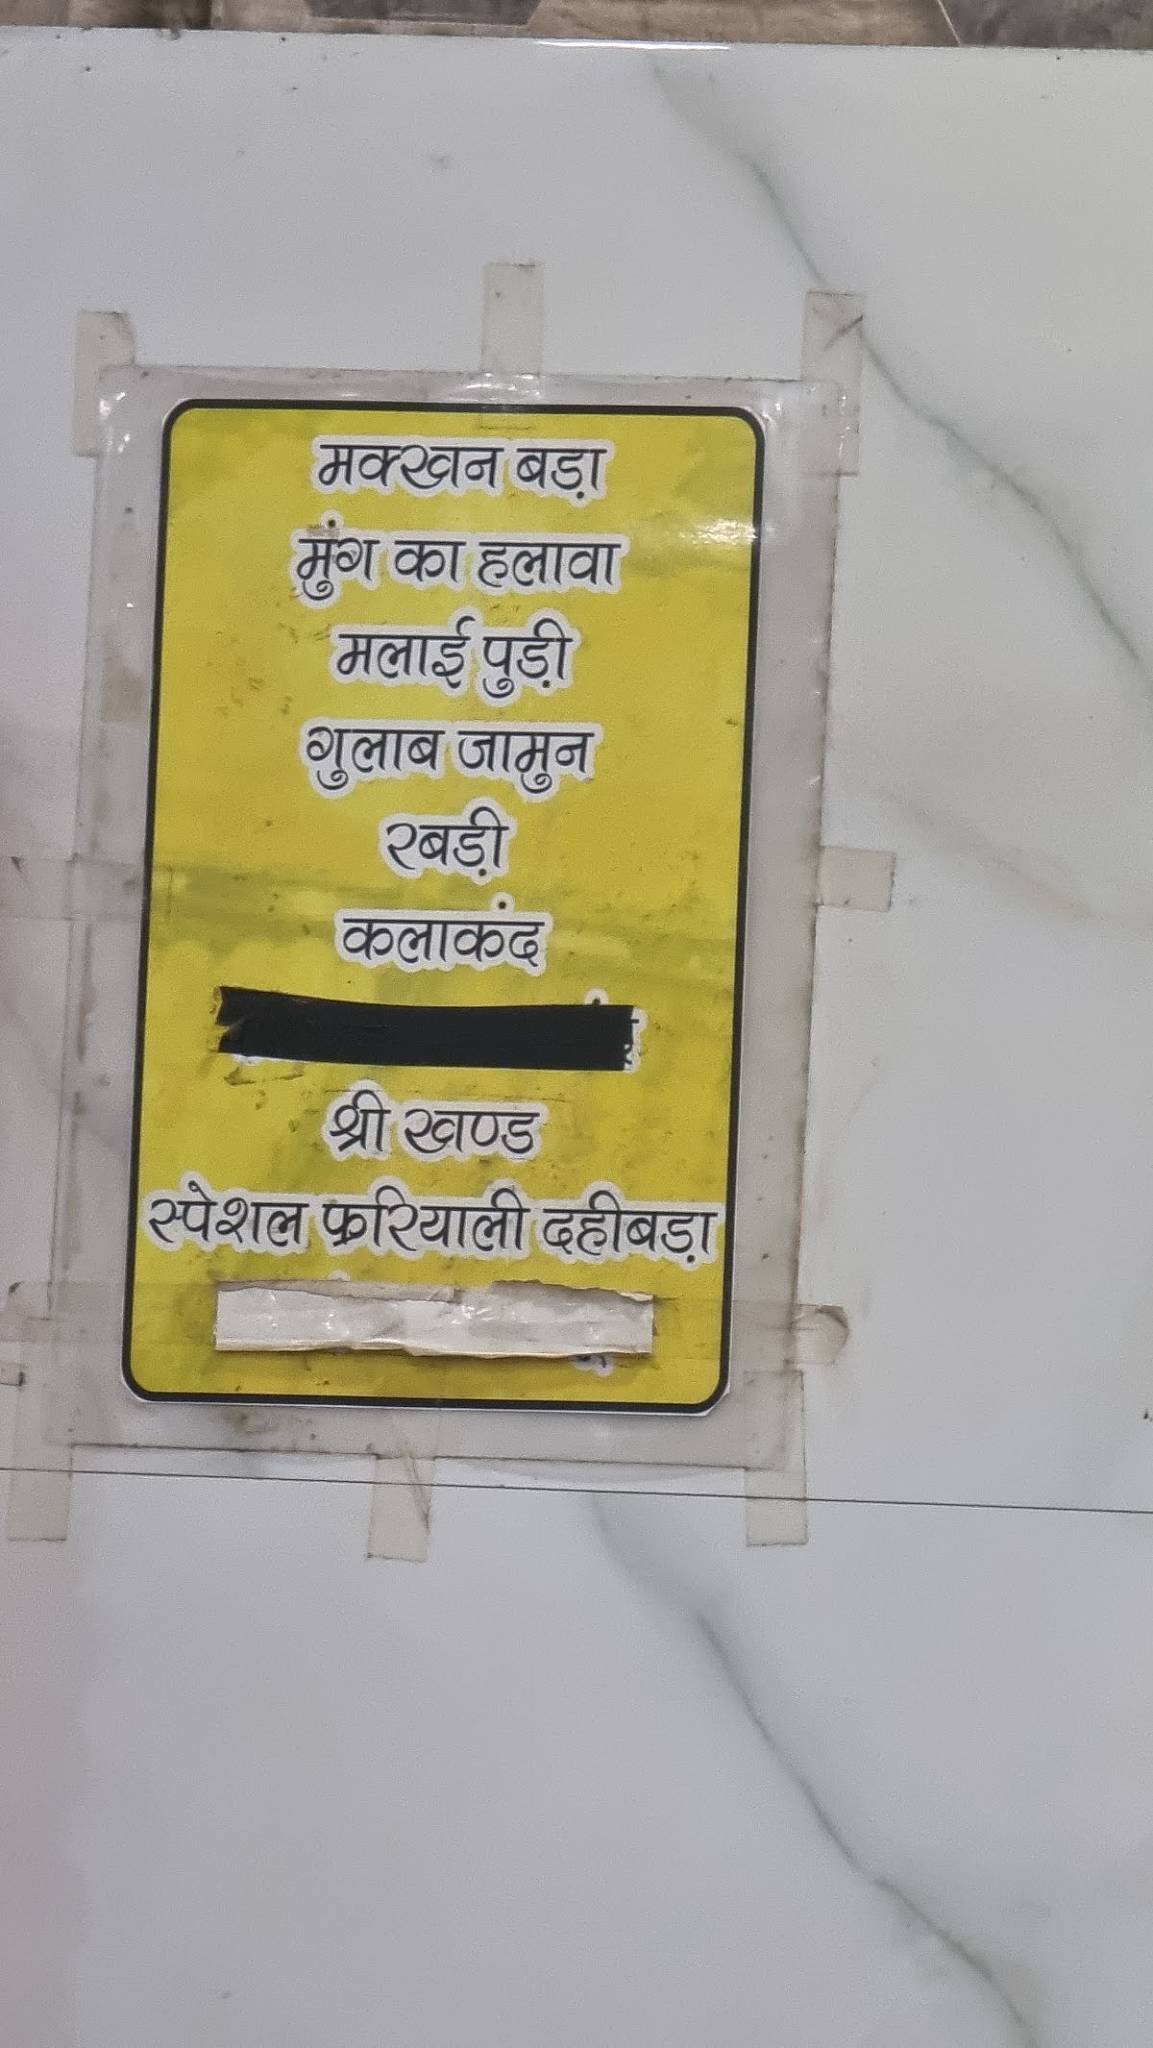 मक्खन बड़ा
मुंग का हलावा
मलाई पुड़ी
गुलाब जामुन
रबड़ी
कलाकंद
श्री खण्ड
स्पेशल फ़रियाली दहीबड़ा